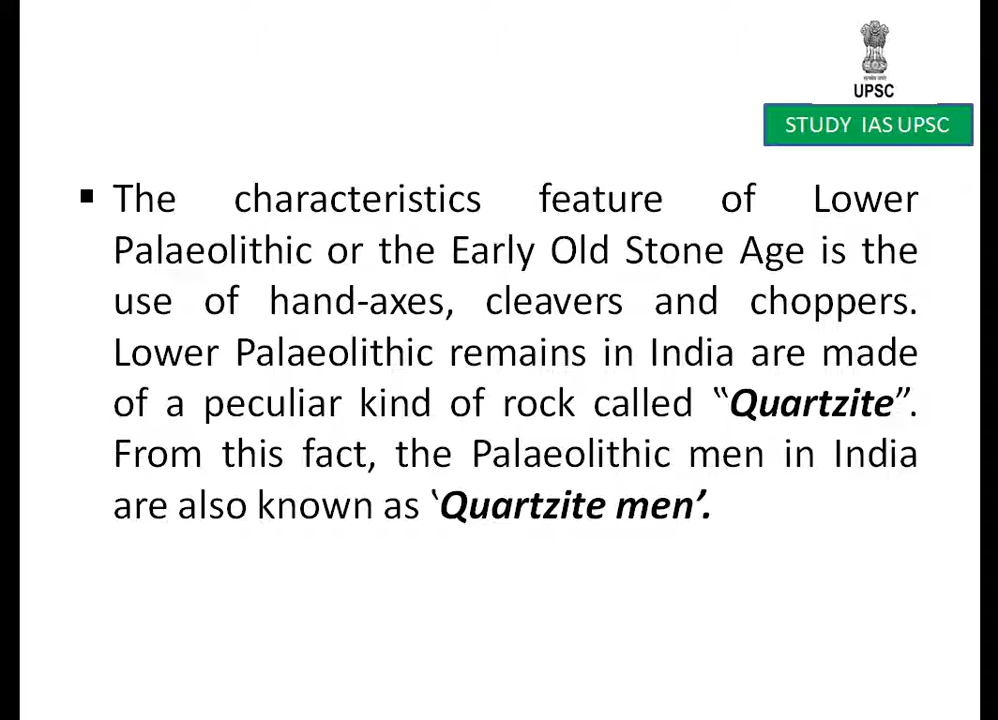 UPSC
STUDY IAS UPSC
▪ The characteristics feature of Lower
Palaeolithic or the Early Old Stone Age is the
use of hand-axes, cleavers and choppers.
Lower Palaeolithic remains in India are made
of a peculiar kind of rock called “Quartzite”.
From this fact, the Palaeolithic men in India
are also known as ‘Quartzite men’.